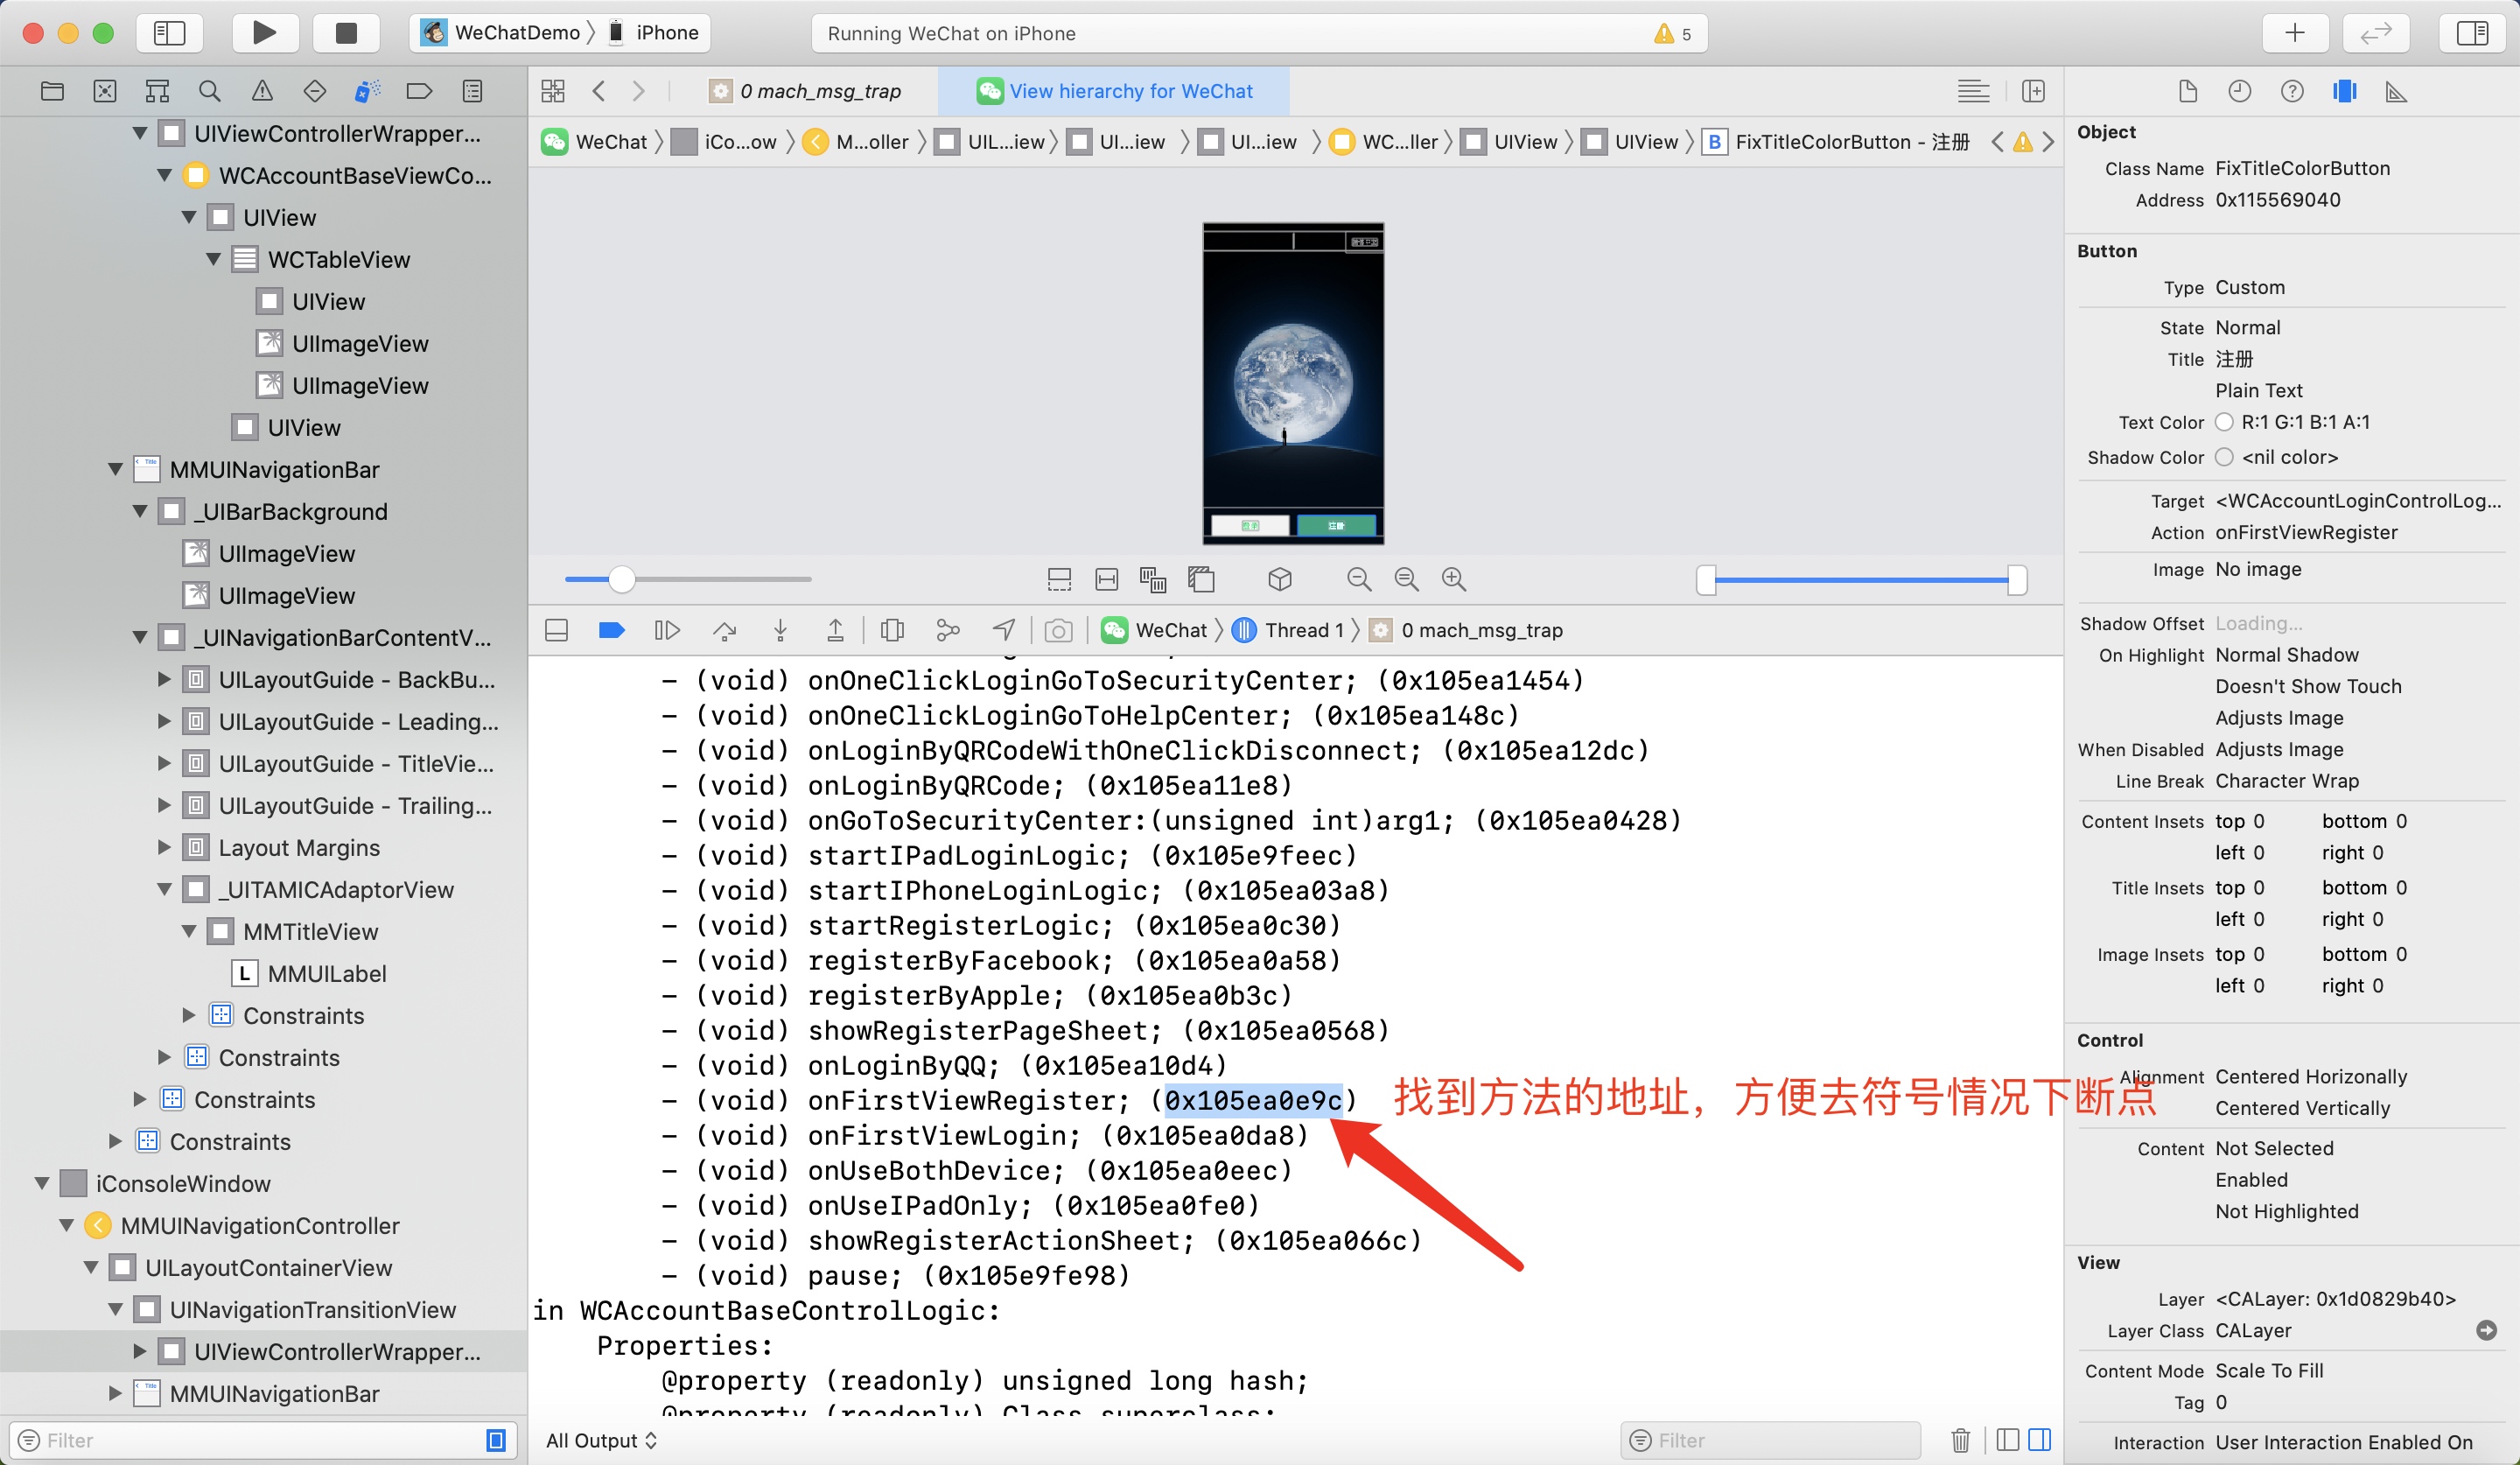 WeChatDemo 〉 iPhone
Running WeChat on iPhone
5
0 mach_msg_trap
View hierarchy for WeChat
WeChat 〉 iCo...ow 〉 M...oller 〉 UIL...iew 〉 UI...iew 〉 UI...iew 〉 WC...ller 〉 UIView 〉 UIView 〉 B FixTitleColorButton - 注册
UIViewControllerWrapper...
WCAccountBaseViewCo...
UIView
WCTableView
UIView
UIImageView
UIImageView
UIView
MMUINavigationBar
_UIBarBackground
UIImageView
UIImageView
_UINavigationBarContentV...
UILayoutGuide - BackBu...
UILayoutGuide - Leading...
UILayoutGuide - TitleVie...
UILayoutGuide - Trailing...
Layout Margins
_UITAMICAdaptorView
MMTitleView
L MMUILabel
Constraints
Constraints
Constraints
Constraints
iConsoleWindow
MMUINavigationController
UILayoutContainerView
UINavigationTransitionView
UIViewControllerWrapper...
MMUINavigationBar
Filter
登录
注册
WeChat 〉 Thread 1 〉 0 mach_msg_trap
- (void) onOneClickLoginGoToSecurityCenter; (0x105ea1454)
- (void) onOneClickLoginGoToHelpCenter; (0x105ea148c)
- (void) onLoginByQRCodeWithOneClickDisconnect; (0x105ea12dc)
- (void) onLoginByQRCode; (0x105ea11e8)
- (void) onGoToSecurityCenter:(unsigned int)arg1; (0x105ea0428)
- (void) startIPadLoginLogic; (0x105e9feec)
- (void) startIPhoneLoginLogic; (0x105ea03a8)
- (void) startRegisterLogic; (0x105ea0c30)
- (void) registerByFacebook; (0x105ea0a58)
- (void) registerByApple; (0x105ea0b3c)
- (void) showRegisterPageSheet; (0x105ea0568)
- (void) onLoginByQQ; (0x105ea10d4)
- (void) onFirstViewRegister; (0x105ea0e9c)
找到方法的地址，方便去符号情况下断点
- (void) onFirstViewLogin; (0x105ea0da8)
- (void) onUseBothDevice; (0x105ea0eec)
- (void) onUseIPadOnly; (0x105ea0fe0)
- (void) showRegisterActionSheet; (0x105ea066c)
- (void) pause; (0x105e9fe98)
in WCAccountBaseControlLogic:
Properties:
@property (readonly) unsigned long hash;
@property (readonly) Class superclass;
All Output
Filter
Object
Class Name FixTitleColorButton
Address 0x115569040
Button
Type Custom
State Normal
Title 注册
Plain Text
Text Color R:1 G:1 B:1 A:1
Shadow Color <nil color>
Target <WCAccountLoginControlLog...
Action onFirstViewRegister
Image No image
Shadow Offset Loading...
On Highlight Normal Shadow
Doesn't Show Touch
Adjusts Image
When Disabled Adjusts Image
Line Break Character Wrap
Content Insets top 0 bottom 0
left 0 right 0
Title Insets top 0 bottom 0
left 0 right 0
Image Insets top 0 bottom 0
left 0 right 0
Control
Alignment Centered Horizonally
Centered Vertically
Content Not Selected
Enabled
Not Highlighted
View
Layer <CALayer: 0x1d0829b40>
Layer Class CALayer
Content Mode Scale To Fill
Tag 0
Interaction User Interaction Enabled On